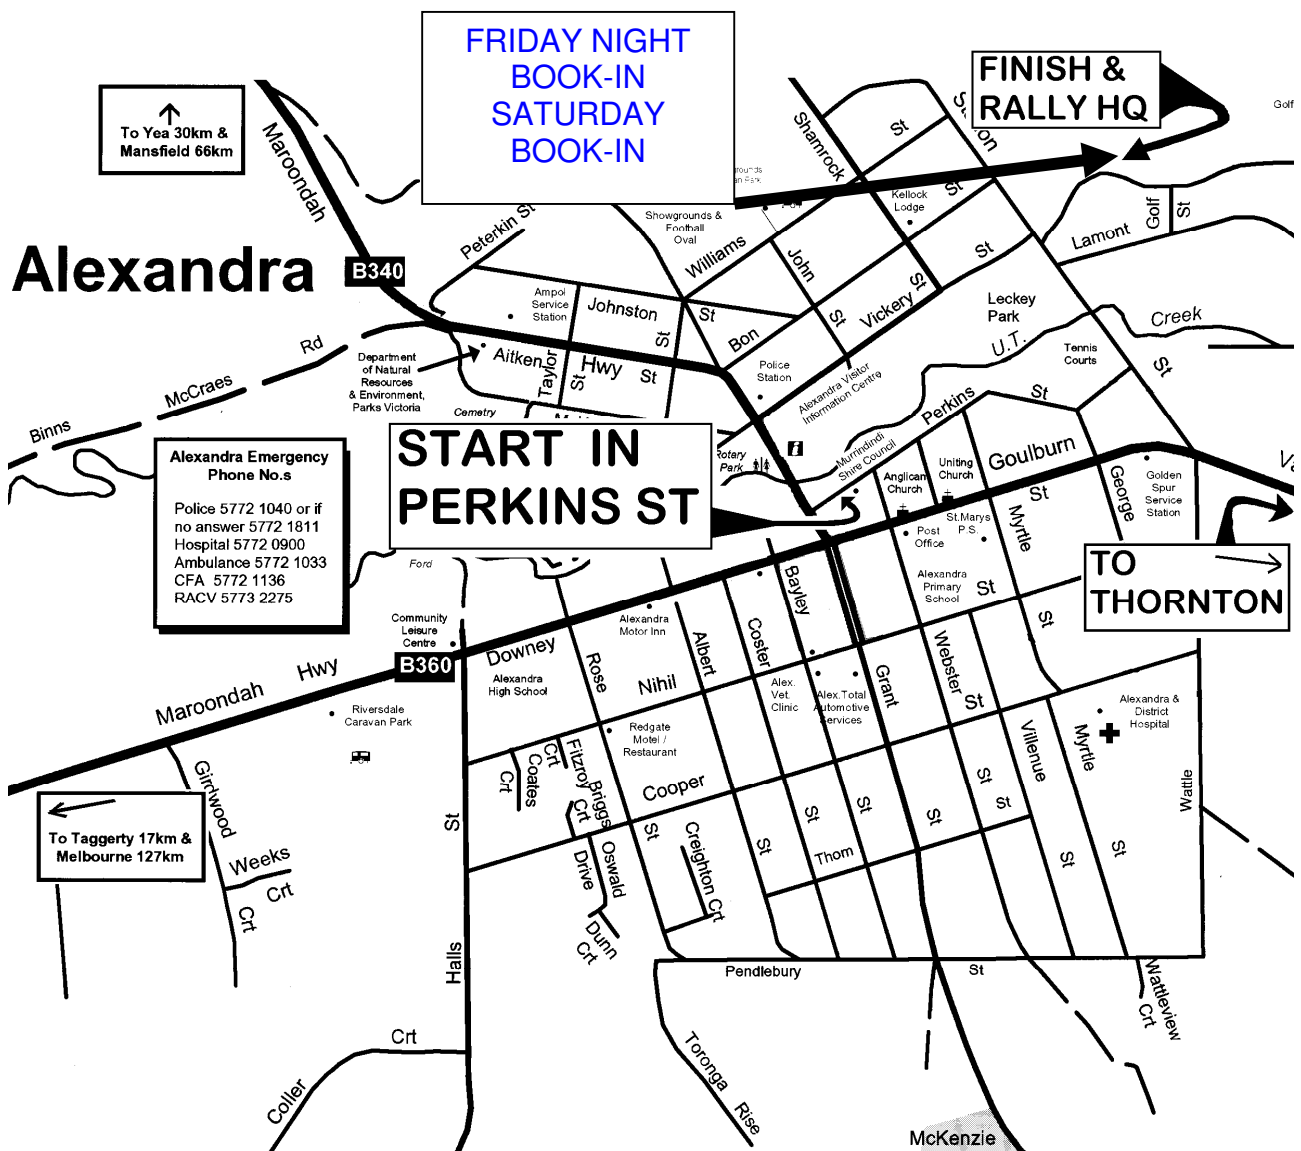 FRIDAY NIGHT
BOOK-IN
SATURDAY
BOOK-IN
FINISH &
RALLY HQ
Golf
To Yea 30km &
Mansfield 66km
Maroondah
Shamrock
St
Station
Kellock
Lodge
St
Showgrounds &
Football
Oval
Peterkin St
Williams
John
St
St
Vickery
St
Lamont
Golf
St
Alexandra
B340
Ampol
Service
Station
Johnston
St
St
Bon
Leckey
Park
U.T.
Creek
Rd
McCraes
Binns
Department
of Natural
Resources
& Environment,
Parks Victoria
Aitken
Taylor
St
Hwy
St
Police
Station
Alexandra Visitor
Information Centre
Tennis
Courts
St
Cemetry
Perkins
St
Alexandra Emergency
Phone No.s
Police 5772 1040 or if
no answer 5772 1811
Hospital 5772 0900
Ambulance 5772 1033
CFA 5772 1136
RACV 5773 2275
START IN
PERKINS ST
Rotary
Park
i
Murrindindi
Shire Council
Anglican
Church
Uniting
Church
Goulburn
St
Myrtle
George
Golden
Spur
Service
Station
Va
St.Marys
P.S.
Post
Office
Alexandra
Primary
School
St
St
TO
THORNTON
Ford
Community
Leisure
Centre
B360
Maroondah
Hwy
Downey
Alexandra
High School
Alexandra
Motor Inn
Albert
Coster
Bayley
Rose
Nihil
Alex.
Vet.
Clinic
Alex.Total
Automotive
Services
Grant
Webster
St
Alexandra &
District
Hospital
Riversdale
Caravan Park
Redgate
Motel /
Restaurant
Villenue
Myrtle
Wattle
Girdwood
Crt
Coates
Crt
Fitzroy
Crt
Briggs
Cooper
St
St
To Taggerty 17km &
Melbourne 127km
Weeks
Crt
Crt
St
Drive
Oswald
St
Creighton Crt
St
St
St
Thom
St
St
St
Dunn
Crt
Halls
Pendlebury
St
Wattleview
Crt
Crt
Coller
Toronga
Rise
McKenzie